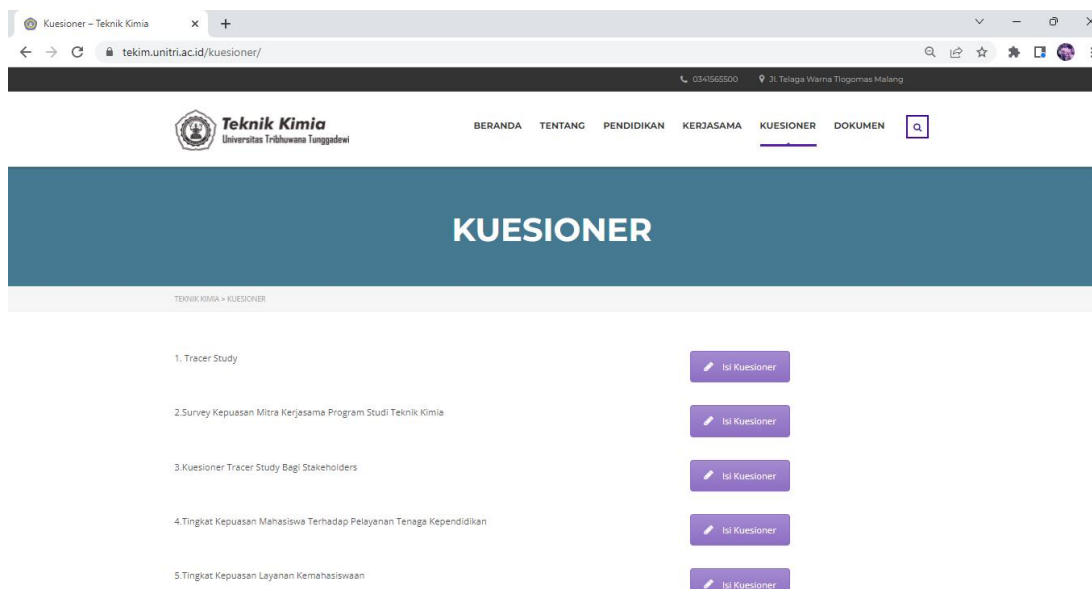 Kuesioner – Teknik Kimia
tekim.unitri.ac.id/kuesioner/
0341565500 Jl. Telaga Warna Tlogomas Malang
Teknik Kimia
Universitas Tribhuwana Tunggadewi
BERANDA TENTANG PENDIDIKAN KERJASAMA KUESIONER DOKUMEN
KUESIONER
TEKNIK KIMIA > KUESIONER
1. Tracer Study Isi Kuesioner
2.Survey Kepuasan Mitra Kerjasama Program Studi Teknik Kimia Isi Kuesioner
3.Kuesioner Tracer Study Bagi Stakeholders Isi Kuesioner
4.Tingkat Kepuasan Mahasiswa Terhadap Pelayanan Tenaga Kependidikan Isi Kuesioner
5.Tingkat Kepuasan Layanan Kemahasiswaan Isi Kuesioner